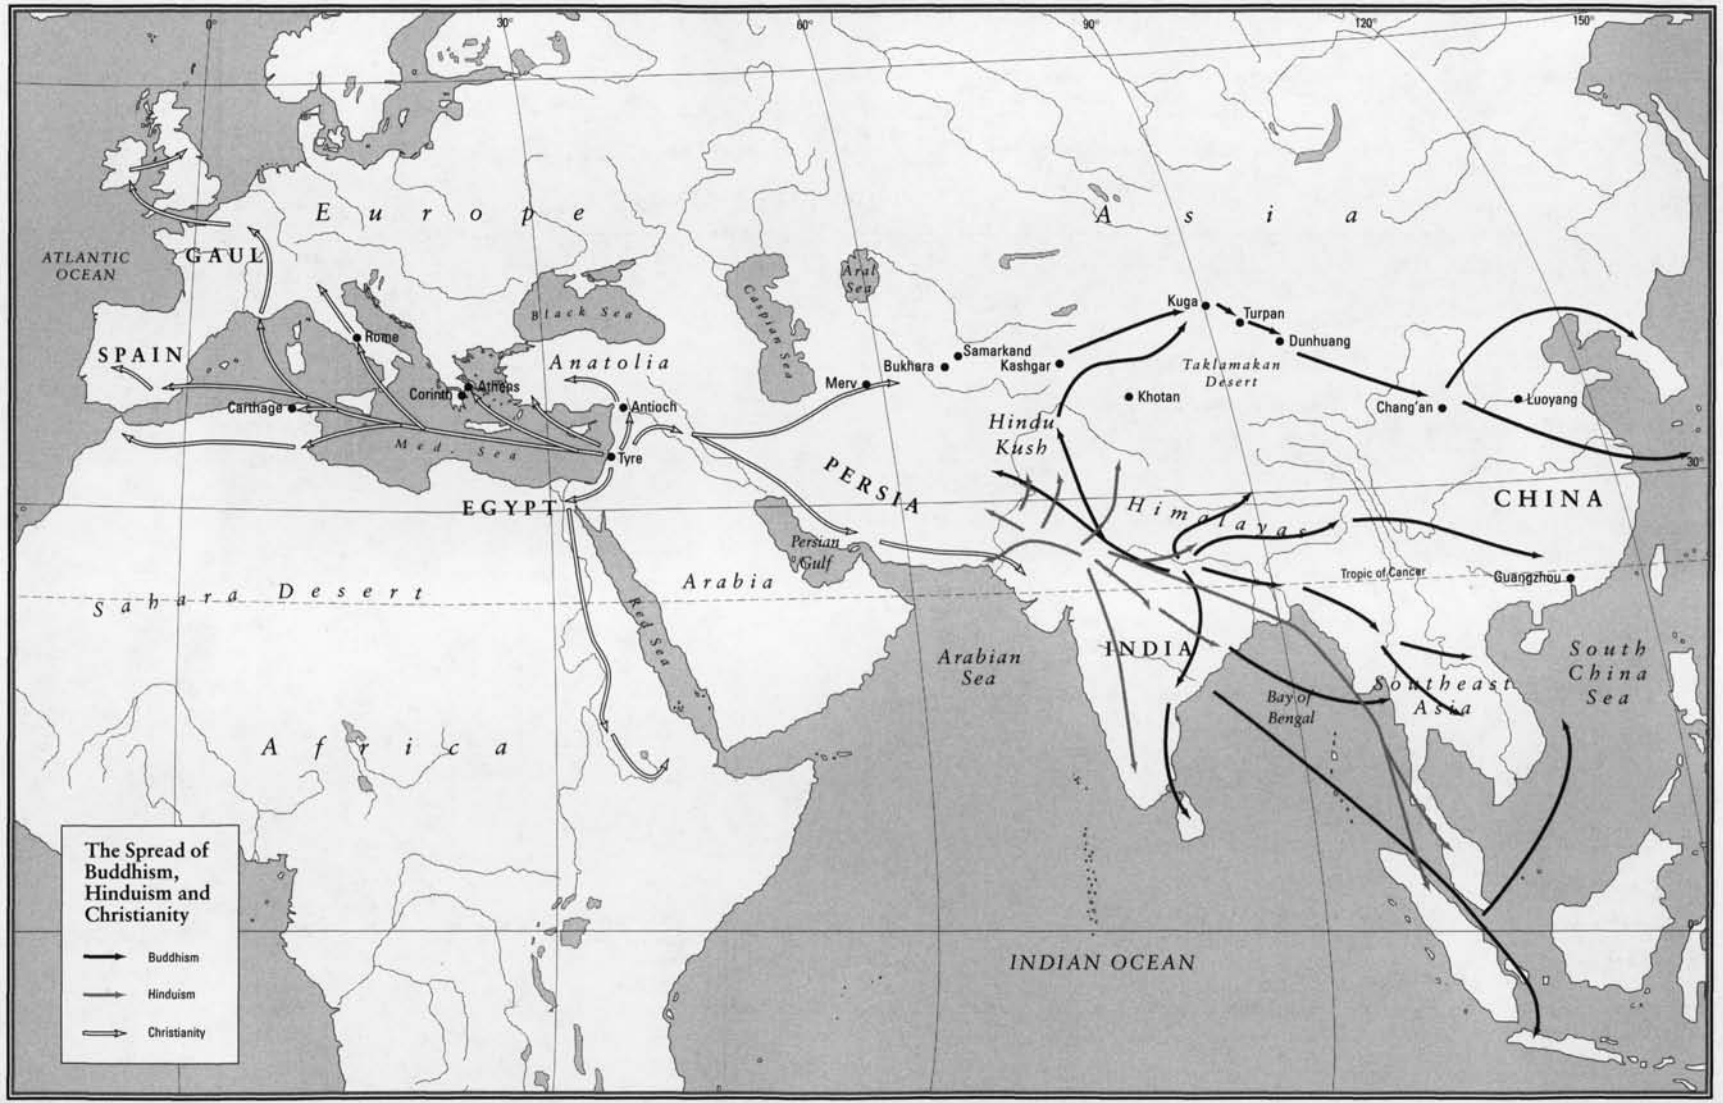 0°
30°
60°
90°
120°
150°
Europe
Asia
ATLANTIC
OCEAN
GAUL
Aral
Sea
Caspian Sea
Black Sea
Kuga
Turpan
Dunhuang
Rome
SPAIN
Anatolia
Samarkand
Bukhara
Kashgar
Taklamakan
Desert
Merv
Athens
Corinth
Khotan
Luoyang
Chang'an
Carthage
Antioch
Hindu
Kush
Med. Sea
Tyre
30°
PERSIA
EGYPT
Himalayas
CHINA
Persian
Gulf
Tropic of Cancer
Guangzhou
Arabia
Sahara Desert
Red Sea
INDIA
Arabian
Sea
South
China
Sea
Southeast
Asia
Bay of
Bengal
Africa
The Spread of
Buddhism,
Hinduism and
Christianity
Buddhism
Hinduism
Christianity
0°
INDIAN OCEAN